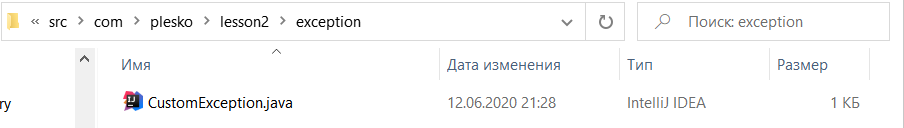 « src > com > plesko > lesson2 > exception Поиск: exception
Имя Дата изменения Тип Размер
ry CustomException.java 12.06.2020 21:28 IntelliJ IDEA 1 КБ